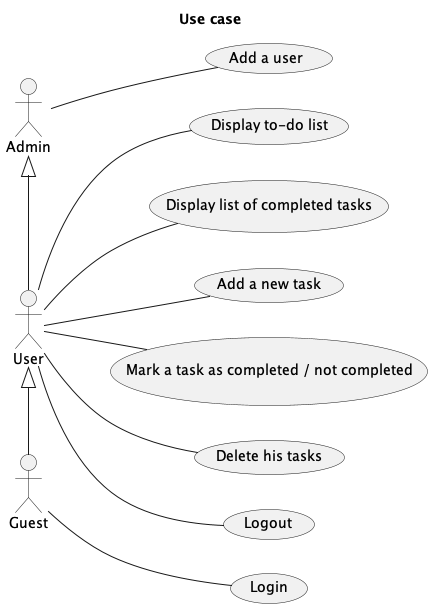 Use case
Add a user
Admin
Display to-do list
Display list of completed tasks
Add a new task
User
Mark a task as completed / not completed
Delete his tasks
Guest
Logout
Login